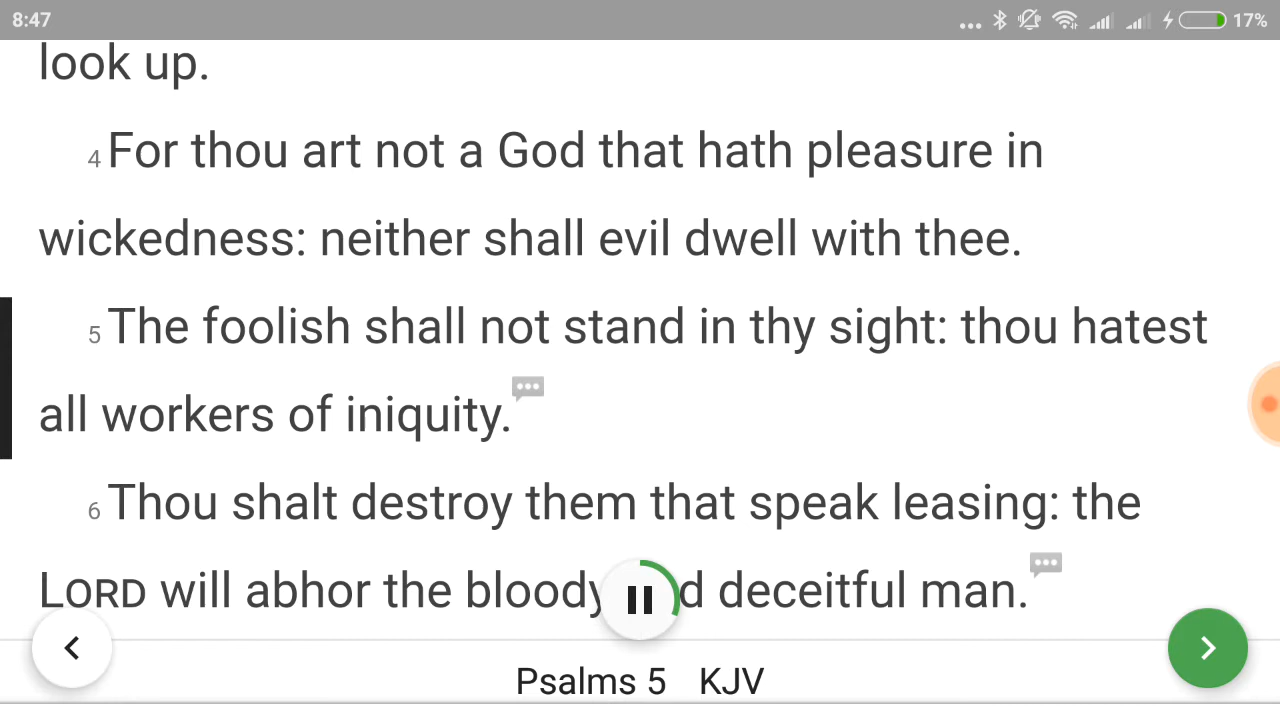 8:47 17%
look up.
4 For thou art not a God that hath pleasure in
wickedness: neither shall evil dwell with thee.
5 The foolish shall not stand in thy sight: thou hatest
all workers of iniquity.
6 Thou shalt destroy them that speak leasing: the
LORD will abhor the bloody d deceitful man.
Psalms 5 KJV